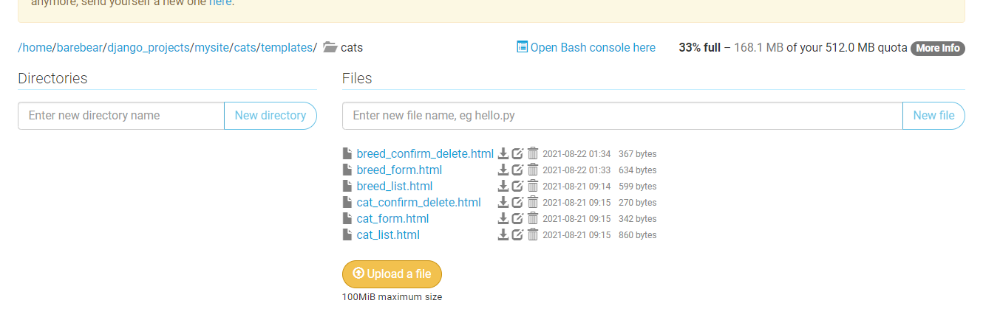 anymore, send yourself a new one here.
/home/barebear/django_projects/mysite/cats/templates/ cats
Open Bash console here
33% full – 168.1 MB of your 512.0 MB quota More Info
Directories
Enter new directory name New directory
Files
Enter new file name, eg hello.py New file
breed_confirm_delete.html 2021-08-22 01:34 367 bytes
breed_form.html 2021-08-22 01:33 634 bytes
breed_list.html 2021-08-21 09:14 599 bytes
cat_confirm_delete.html 2021-08-21 09:15 270 bytes
cat_form.html 2021-08-21 09:15 342 bytes
cat_list.html 2021-08-21 09:15 860 bytes
Upload a file
100MiB maximum size